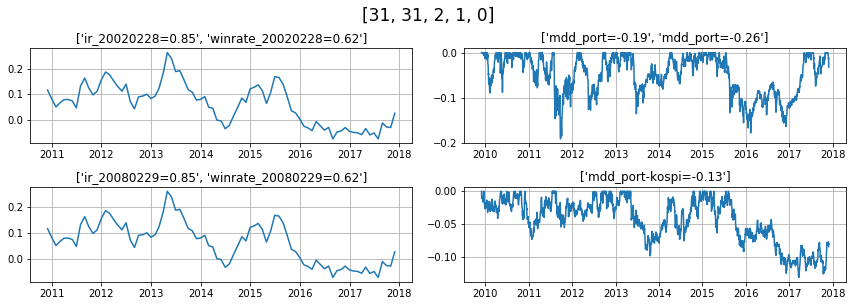 [31, 31, 2, 1, 0]
['ir_20020228=0.85', 'winrate_20020228=0.62']
0.2
0.1
0.0
2011 2012 2013 2014 2015 2016 2017 2018
['mdd_port=-0.19', 'mdd_port=-0.26']
0.0
−0.1
−0.2
2010 2011 2012 2013 2014 2015 2016 2017 2018
['ir_20080229=0.85', 'winrate_20080229=0.62']
0.2
0.1
0.0
2011 2012 2013 2014 2015 2016 2017 2018
['mdd_port-kospi=-0.13']
0.00
−0.05
−0.10
2010 2011 2012 2013 2014 2015 2016 2017 2018